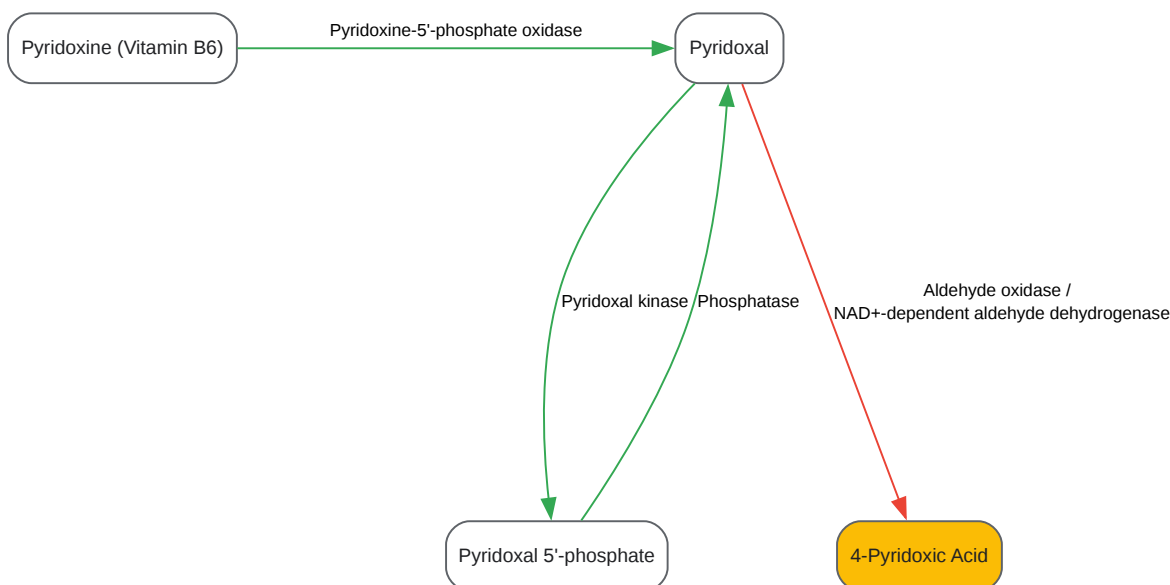 Pyridoxine-5'-phosphate oxidase
Pyridoxine (Vitamin B6)
Pyridoxal
Aldehyde oxidase /
NAD+-dependent aldehyde dehydrogenase
Pyridoxal kinase
Phosphatase
Pyridoxal 5'-phosphate
4-Pyridoxic Acid